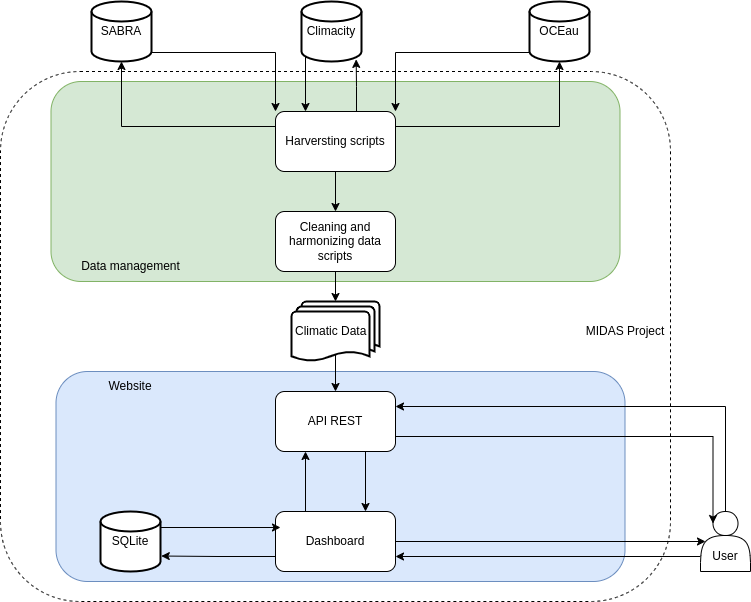 SABRA
Climacity
OCEau
Harversting scripts
Cleaning and
harmonizing data
scripts
Data management
Climatic Data
MIDAS Project
Website
API REST
SQLite
Dashboard
User